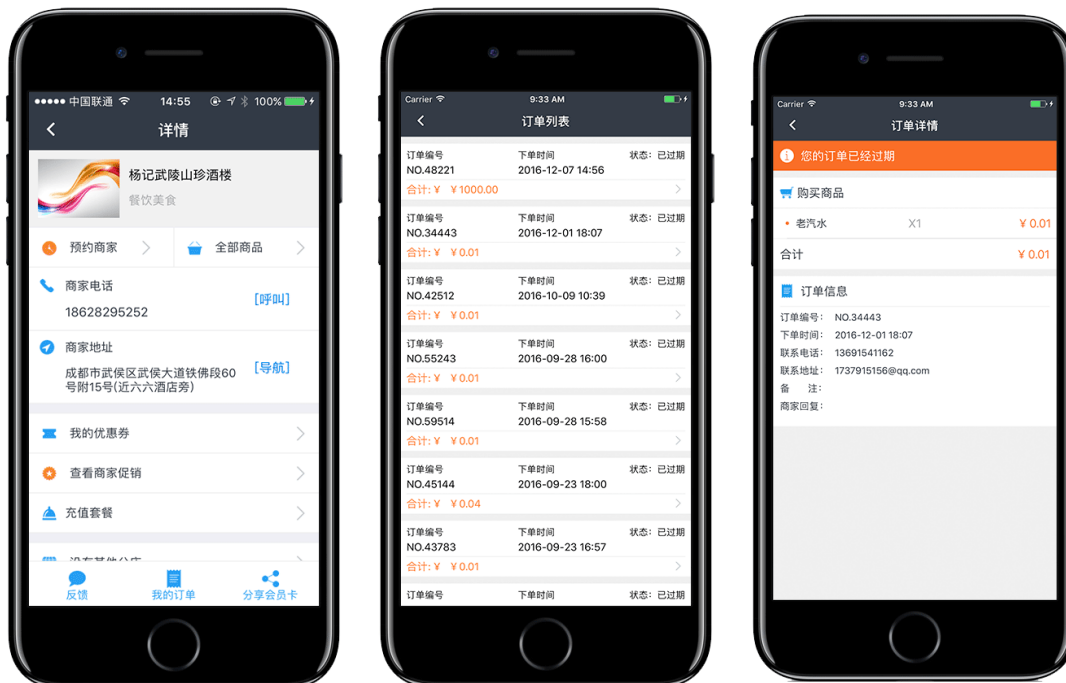 中国联通 14:55 100%
详情
杨记武陵山珍酒楼
餐饮美食
预约商家 全部商品
商家电话
18628295252 [呼叫]
商家地址
成都市武侯区武侯大道铁佛段60 [导航]
号附15号(近六六酒店旁)
我的优惠券
查看商家促销
充值套餐
没有其他分店
反馈 我的订单 分享会员卡
Carrier 9:33 AM
订单列表
订单编号 下单时间 状态：已过期
NO.48221 2016-12-07 14:56
合计: ¥ ¥1000.00
订单编号 下单时间 状态：已过期
NO.34443 2016-12-01 18:07
合计: ¥ ¥0.01
订单编号 下单时间 状态：已过期
NO.42512 2016-10-09 10:39
合计: ¥ ¥0.01
订单编号 下单时间 状态：已过期
NO.55243 2016-09-28 16:00
合计: ¥ ¥0.01
订单编号 下单时间 状态：已过期
NO.59514 2016-09-28 15:58
合计: ¥ ¥0.01
订单编号 下单时间 状态：已过期
NO.45144 2016-09-23 18:00
合计: ¥ ¥0.04
订单编号 下单时间 状态：已过期
NO.43783 2016-09-23 16:57
合计: ¥ ¥0.01
订单编号 下单时间 状态：已过期
Carrier 9:33 AM
订单详情
您的订单已经过期
购买商品
老汽水 X1 ¥0.01
合计 ¥0.01
订单信息
订单编号： NO.34443
下单时间： 2016-12-01 18:07
联系电话： 13691541162
联系地址： 1737915156@qq.com
备 注：
商家回复：